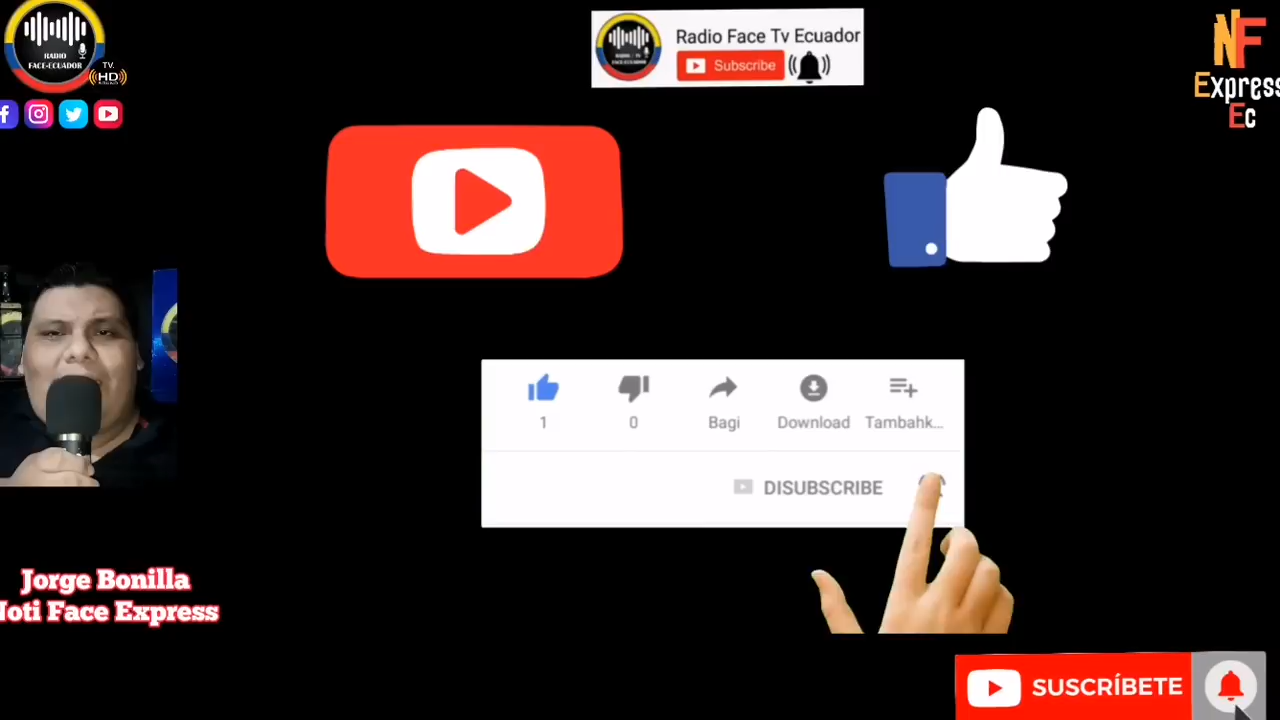 RADIO
FACE-ECUADOR
TV.
HD
Radio Face Tv Ecuador
Subscribe
NF
Express
Ec
1
0
Bagi
Download
Tambahk...
DISUBSCRIBE
Jorge Bonilla
Noti Face Express
SUSCRÍBETE